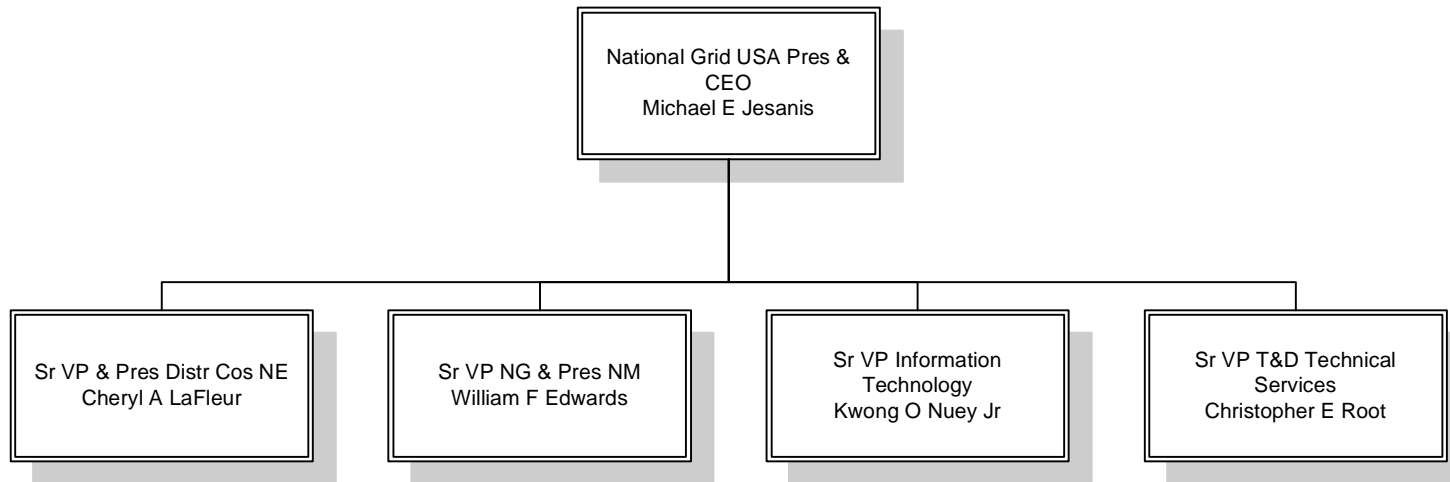 National Grid USA Pres &
CEO
Michael E Jesanis
Sr VP & Pres Distr Cos NE
Cheryl A LaFleur
Sr VP NG & Pres NM
William F Edwards
Sr VP Information
Technology
Kwong O Nuey Jr
Sr VP T&D Technical
Services
Christopher E Root